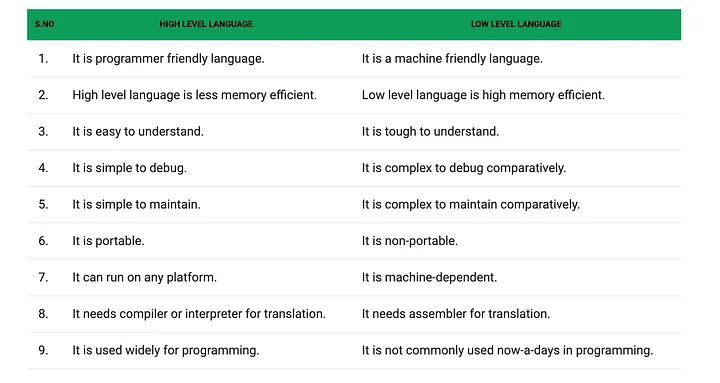 S.NO HIGH LEVEL LANGUAGE LOW LEVEL LANGUAGE
1. It is programmer friendly language. It is a machine friendly language.
2. High level language is less memory efficient. Low level language is high memory efficient.
3. It is easy to understand. It is tough to understand.
4. It is simple to debug. It is complex to debug comparatively.
5. It is simple to maintain. It is complex to maintain comparatively.
6. It is portable. It is non-portable.
7. It can run on any platform. It is machine-dependent.
8. It needs compiler or interpreter for translation. It needs assembler for translation.
9. It is used widely for programming. It is not commonly used now-a-days in programming.